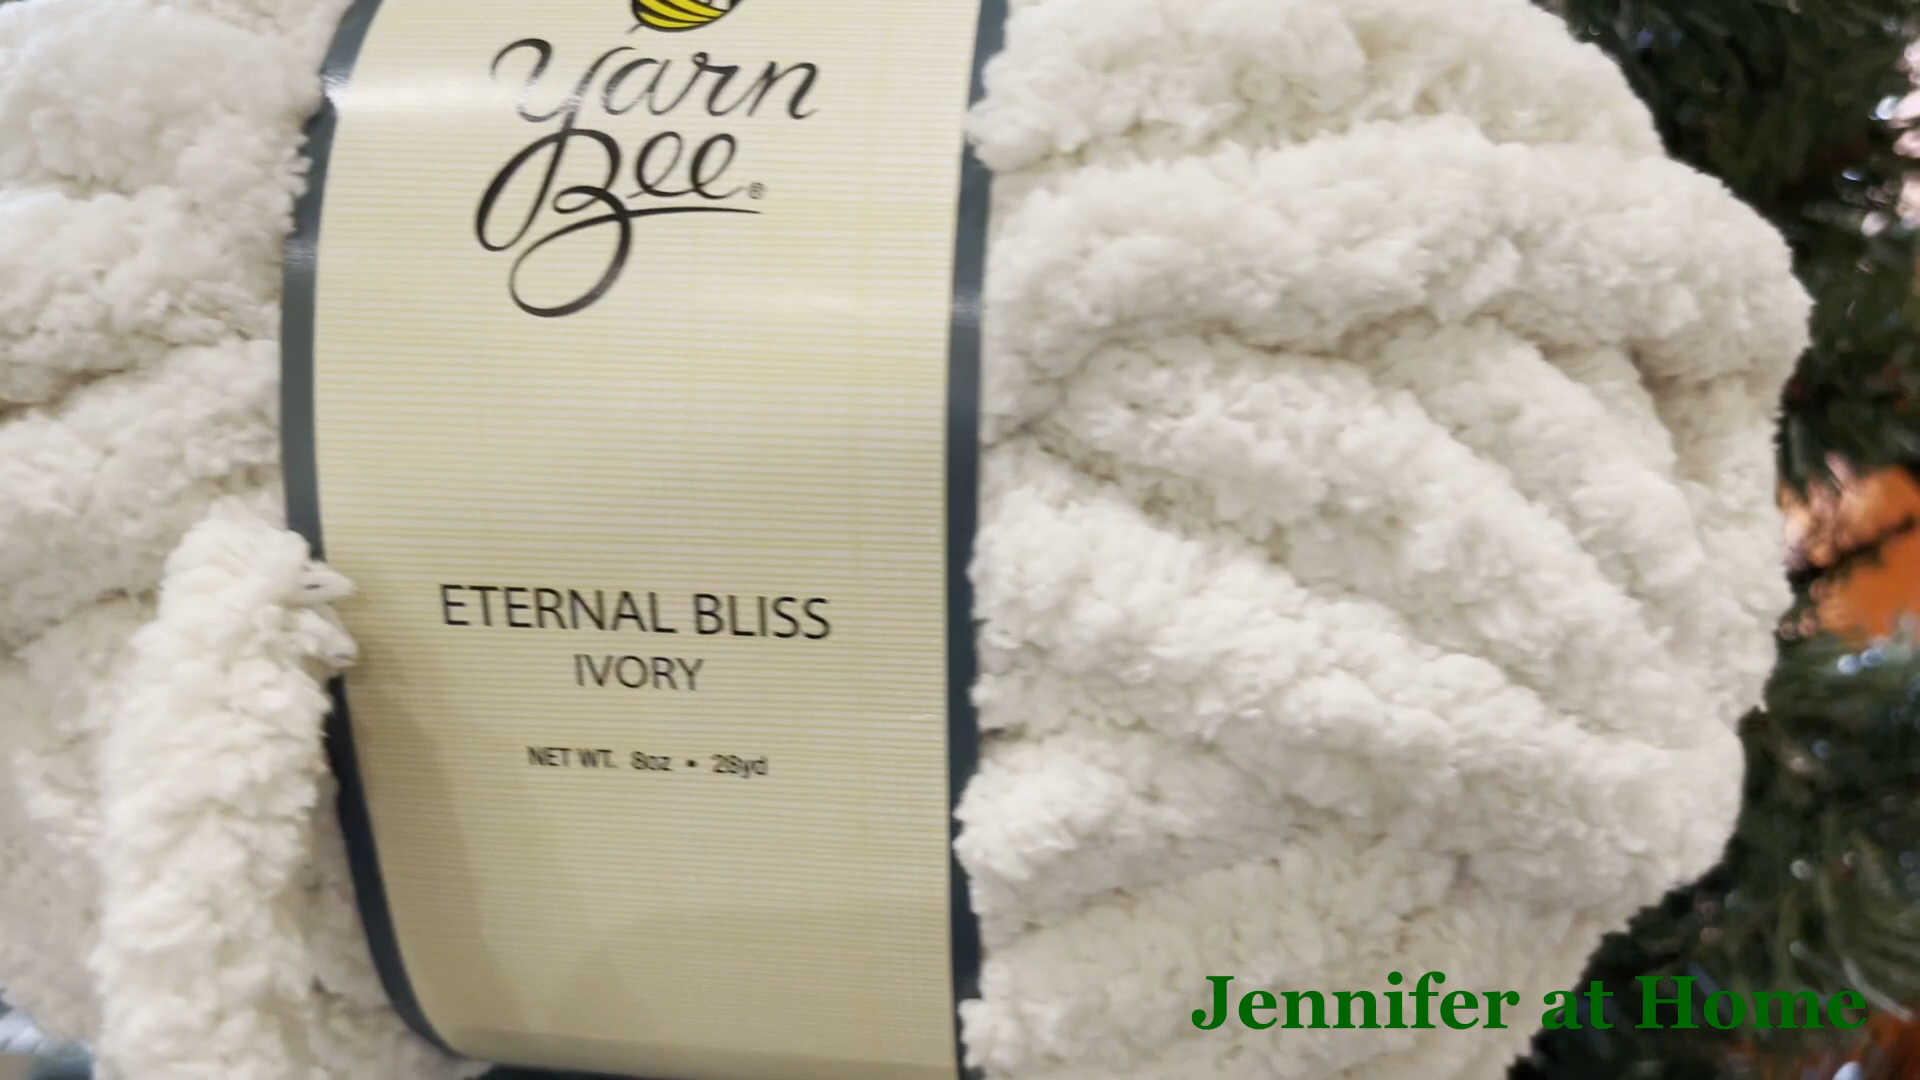 Yarn
Bee®
ETERNAL BLISS
IVORY
NET WT. 8oz • 28yd
Jennifer at Home